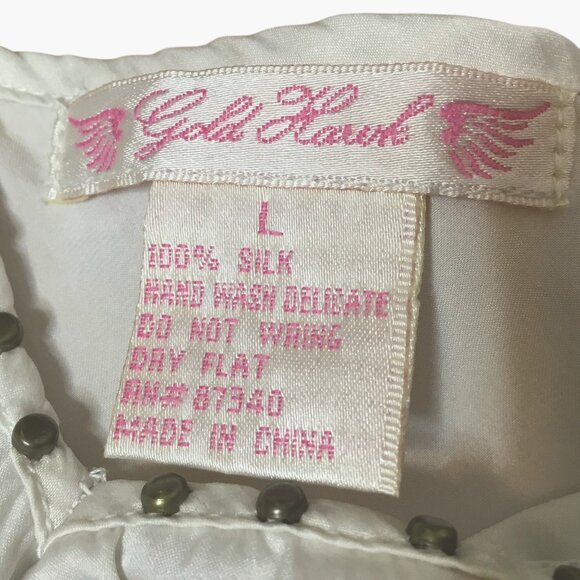 Gold Hawk
L
100% SILK
HAND WASH DELICATE
DO NOT WRING
DRY FLAT
RN# 87340
MADE IN CHINA